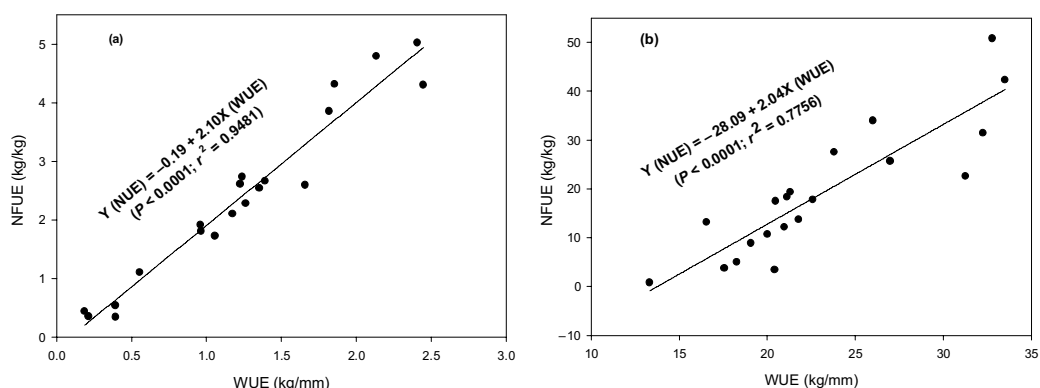 (a)
Y (NUE) = –0.19 + 2.10X (WUE)
(P < 0.0001; r² = 0.9481)
NFUE (kg/kg)
5
4
3
2
1
0
0.0 0.5 1.0 1.5 2.0 2.5 3.0
WUE (kg/mm)
(b)
Y (NUE) = – 28.09 + 2.04X (WUE)
(P < 0.0001; r² = 0.7756)
NFUE (kg/kg)
50
40
30
20
10
0
–10
10 15 20 25 30 35
WUE (kg/mm)